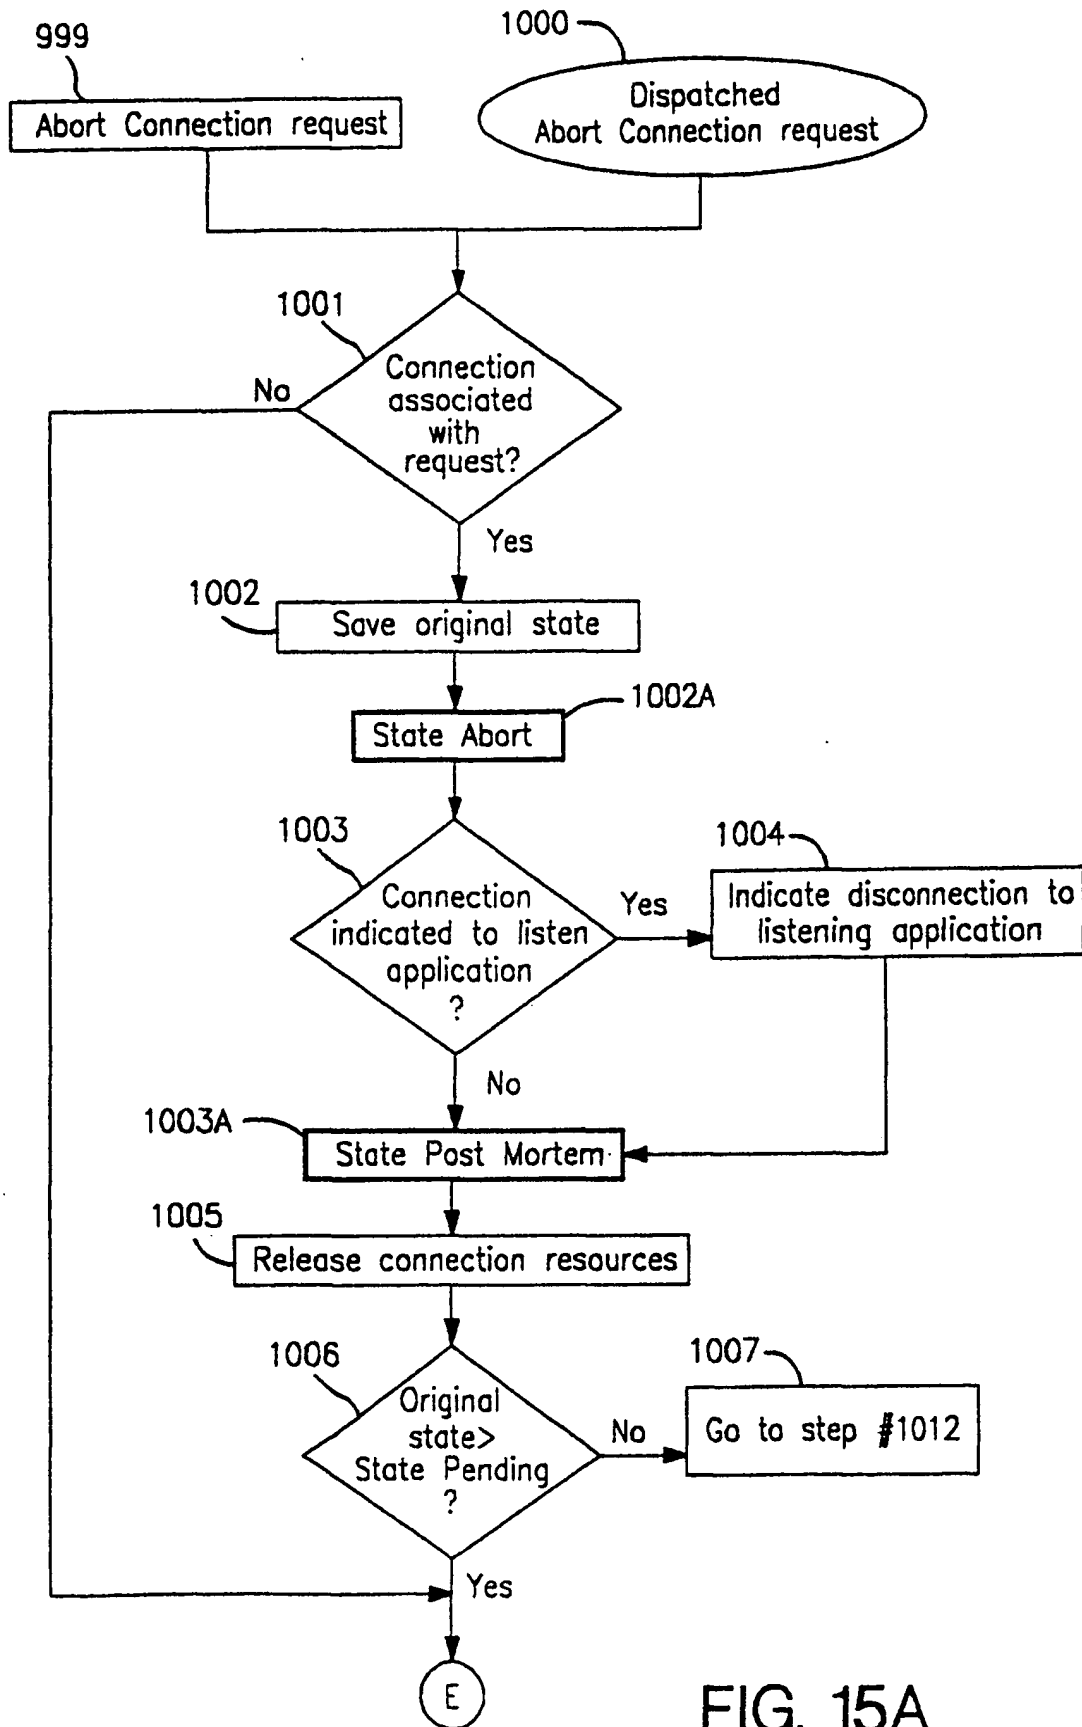 999
1000
Abort Connection request
Dispatched
Abort Connection request
1001
Connection
associated
with
request?
No
Yes
1002
Save original state
1002A
State Abort
1003
Connection
indicated to listen
application
?
Yes
1004
Indicate disconnection to
listening application
No
1003A
State Post Mortem
1005
Release connection resources
1006
Original
state>
State Pending
?
No
1007
Go to step #1012
Yes
E
FIG. 15A